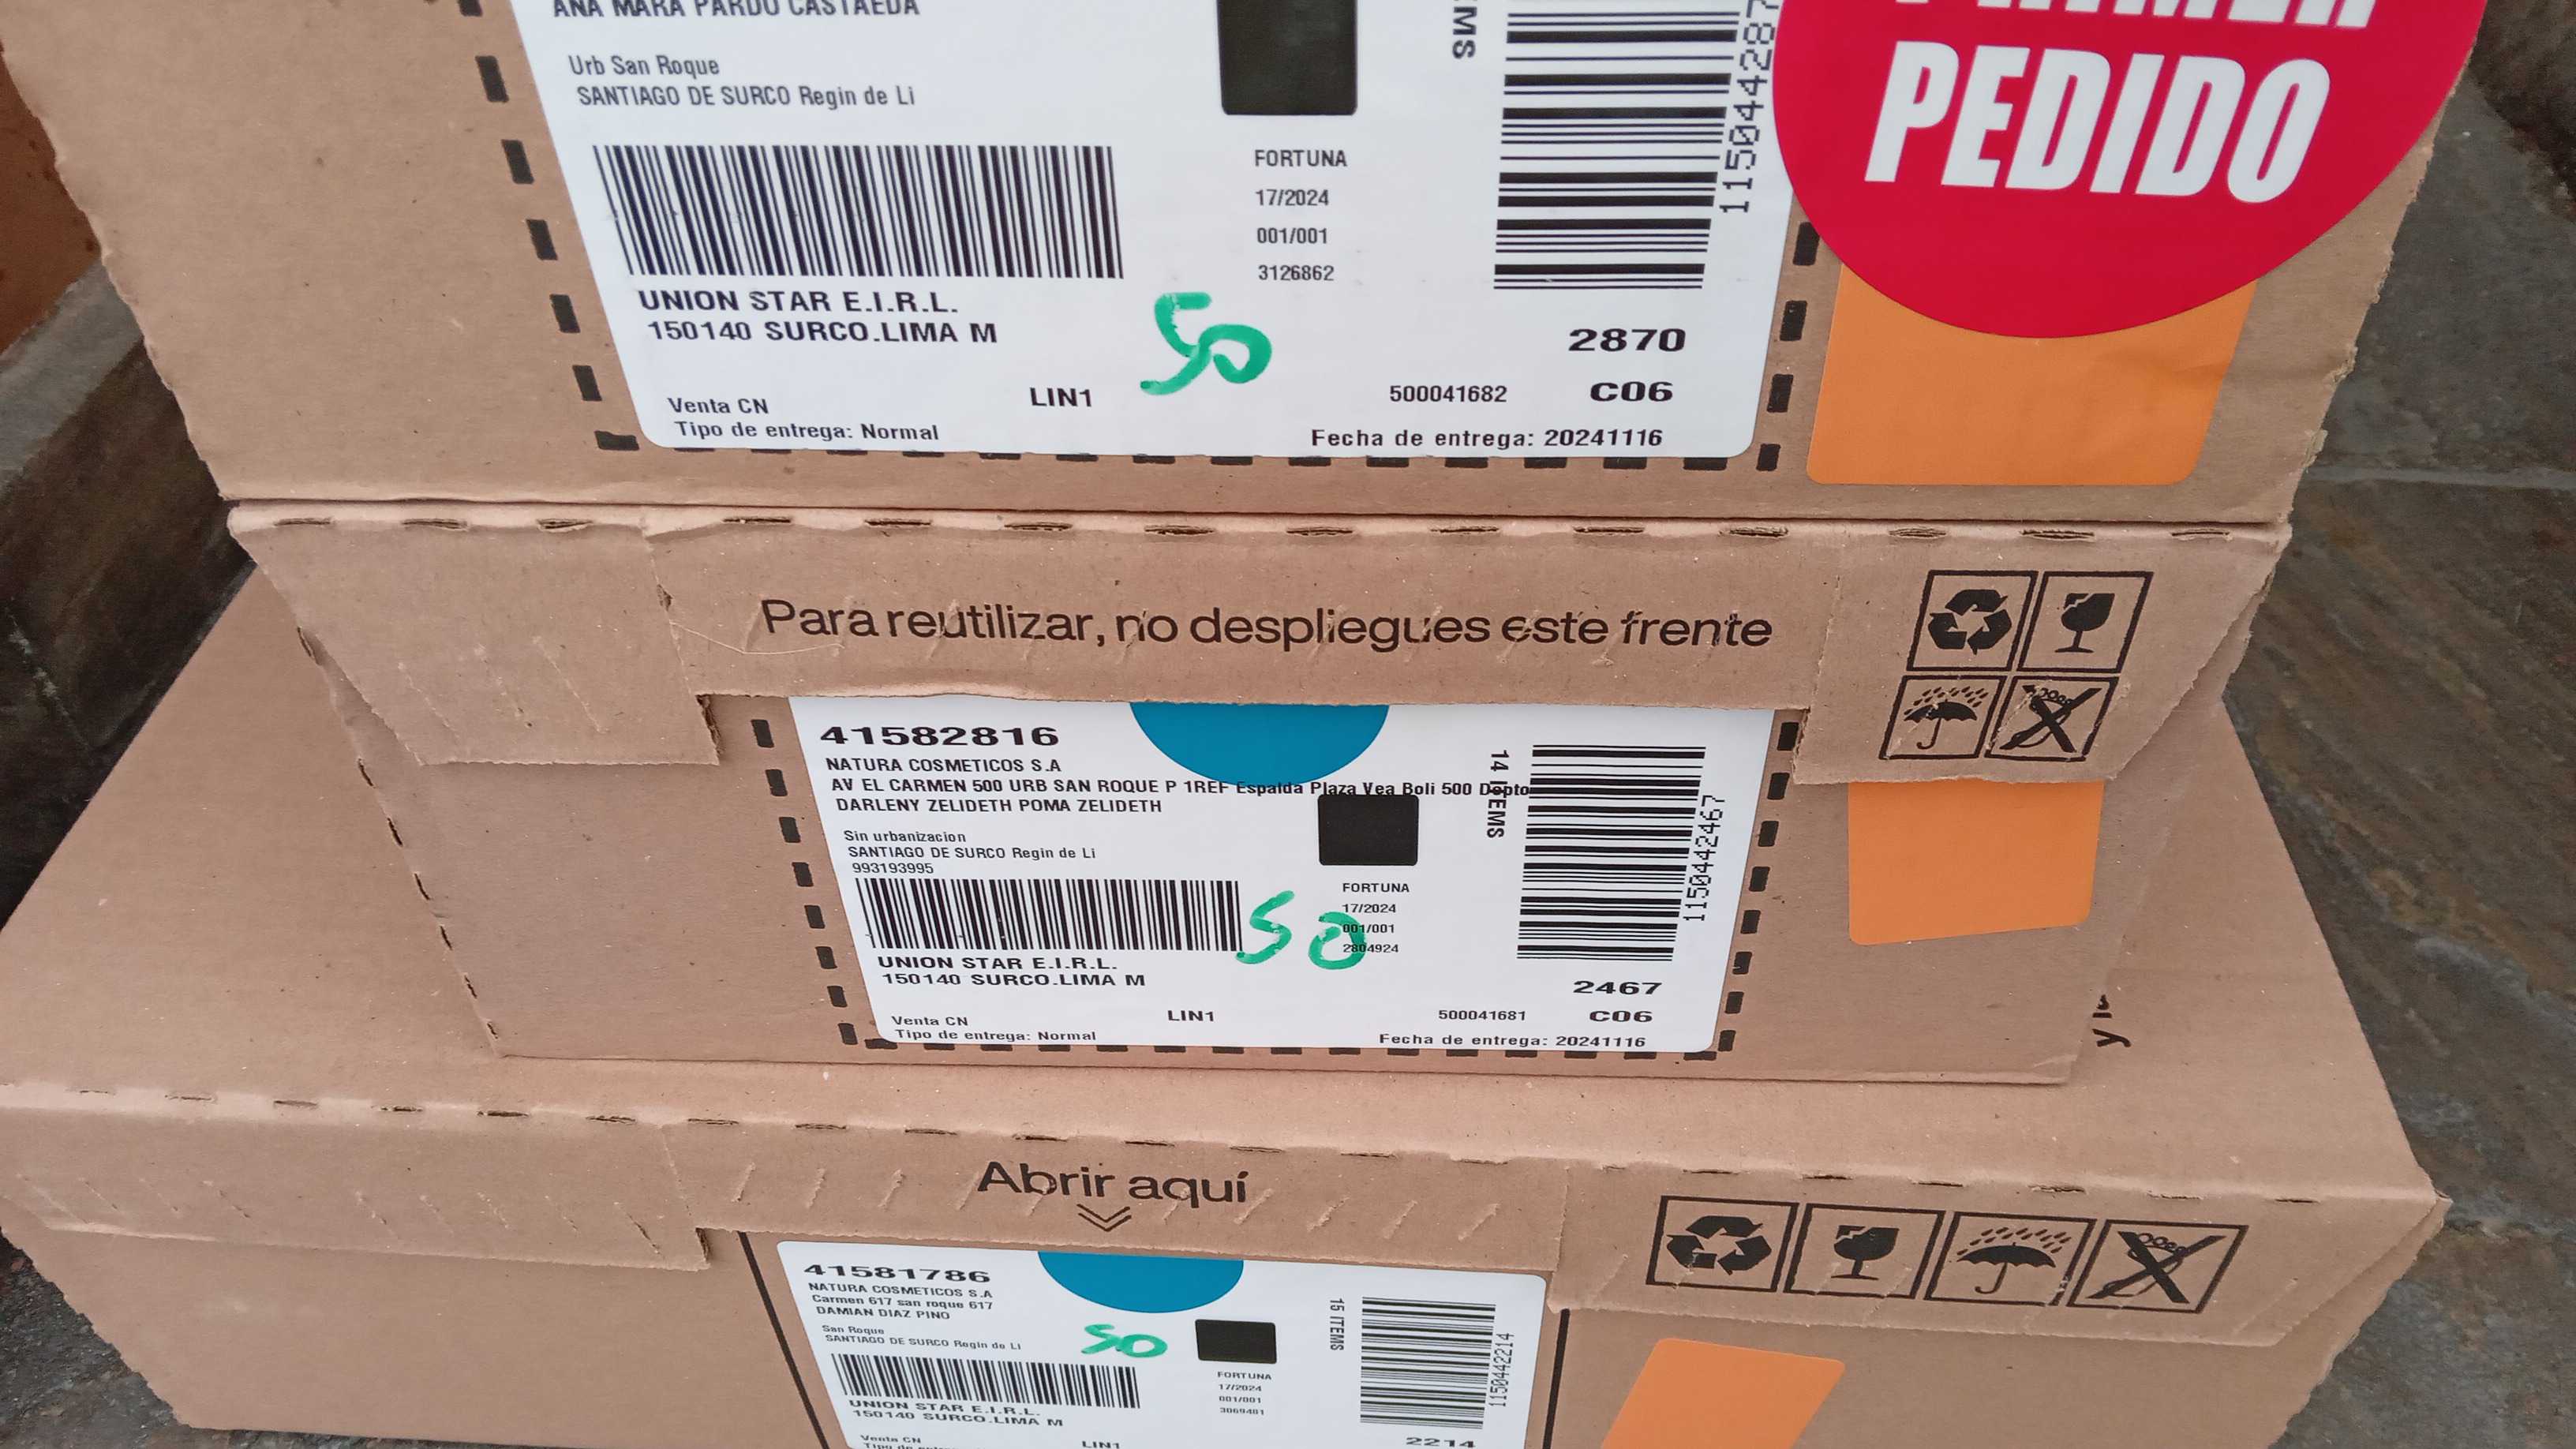 ANA MARA PARDO CASTAEDA
Urb San Roque
SANTIAGO DE SURCO Regin de Li
FORTUNA
17/2024
001/001
3126862
UNION STAR E.I.R.L.
150140 SURCO.LIMA M
50
2870
LIN1
500041682
C06
Venta CN
Tipo de entrega: Normal
Fecha de entrega: 20241116
PEDIDO
Para reutilizar, no despliegues este frente
41582816
NATURA COSMETICOS S.A
AV EL CARMEN 500 URB SAN ROQUE P 1REF Espalda Plaza Vea Boli 500 Depto
DARLENY ZELIDETH POMA ZELIDETH
14 ITEMS
Sin urbanizacion
SANTIAGO DE SURCO Regin de Li
993193995
1150442467
FORTUNA
17/2024
001/001
2804924
50
UNION STAR E.I.R.L.
150140 SURCO.LIMA M
2467
Venta CN
LIN1
500041681
C06
Tipo de entrega: Normal
Fecha de entrega: 20241116
Abrir aquí
41581786
NATURA COSMETICOS S.A
Carmen 617 san roque 617
DAMIAN DIAZ PINO
15 ITEMS
San Roque
SANTIAGO DE SURCO Regin de Li
50
1150442214
FORTUNA
17/2024
001/001
3069401
UNION STAR E.I.R.L.
150140 SURCO.LIMA M
2214
Venta CN
LIN1